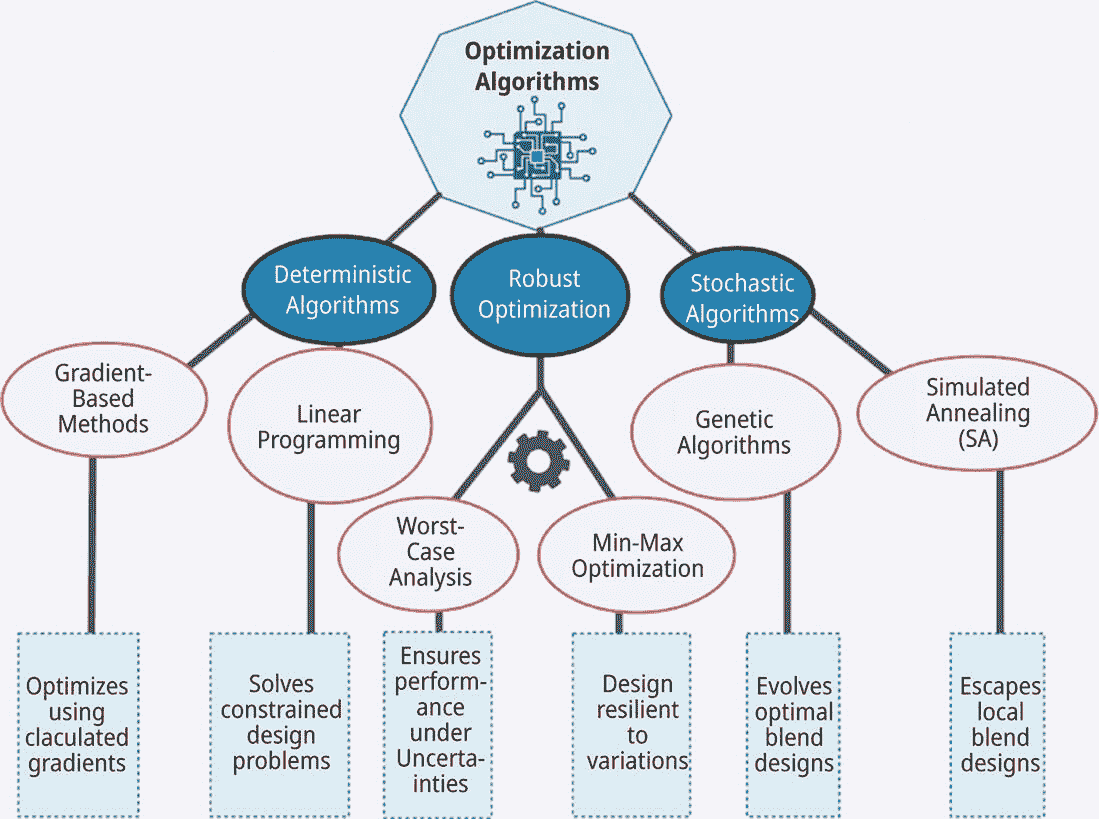 Optimization
Algorithms
Deterministic
Algorithms
Robust
Optimization
Stochastic
Algorithms
Gradient-
Based
Methods
Linear
Programming
Worst-
Case
Analysis
Min-Max
Optimization
Genetic
Algorithms
Simulated
Annealing
(SA)
Optimizes
using
claculated
gradients
Solves
constrained
design
problems
Ensures
perform-
ance
under
Uncerta-
inties
Design
resilient
to
variations
Evolves
optimal
blend
designs
Escapes
local
blend
designs